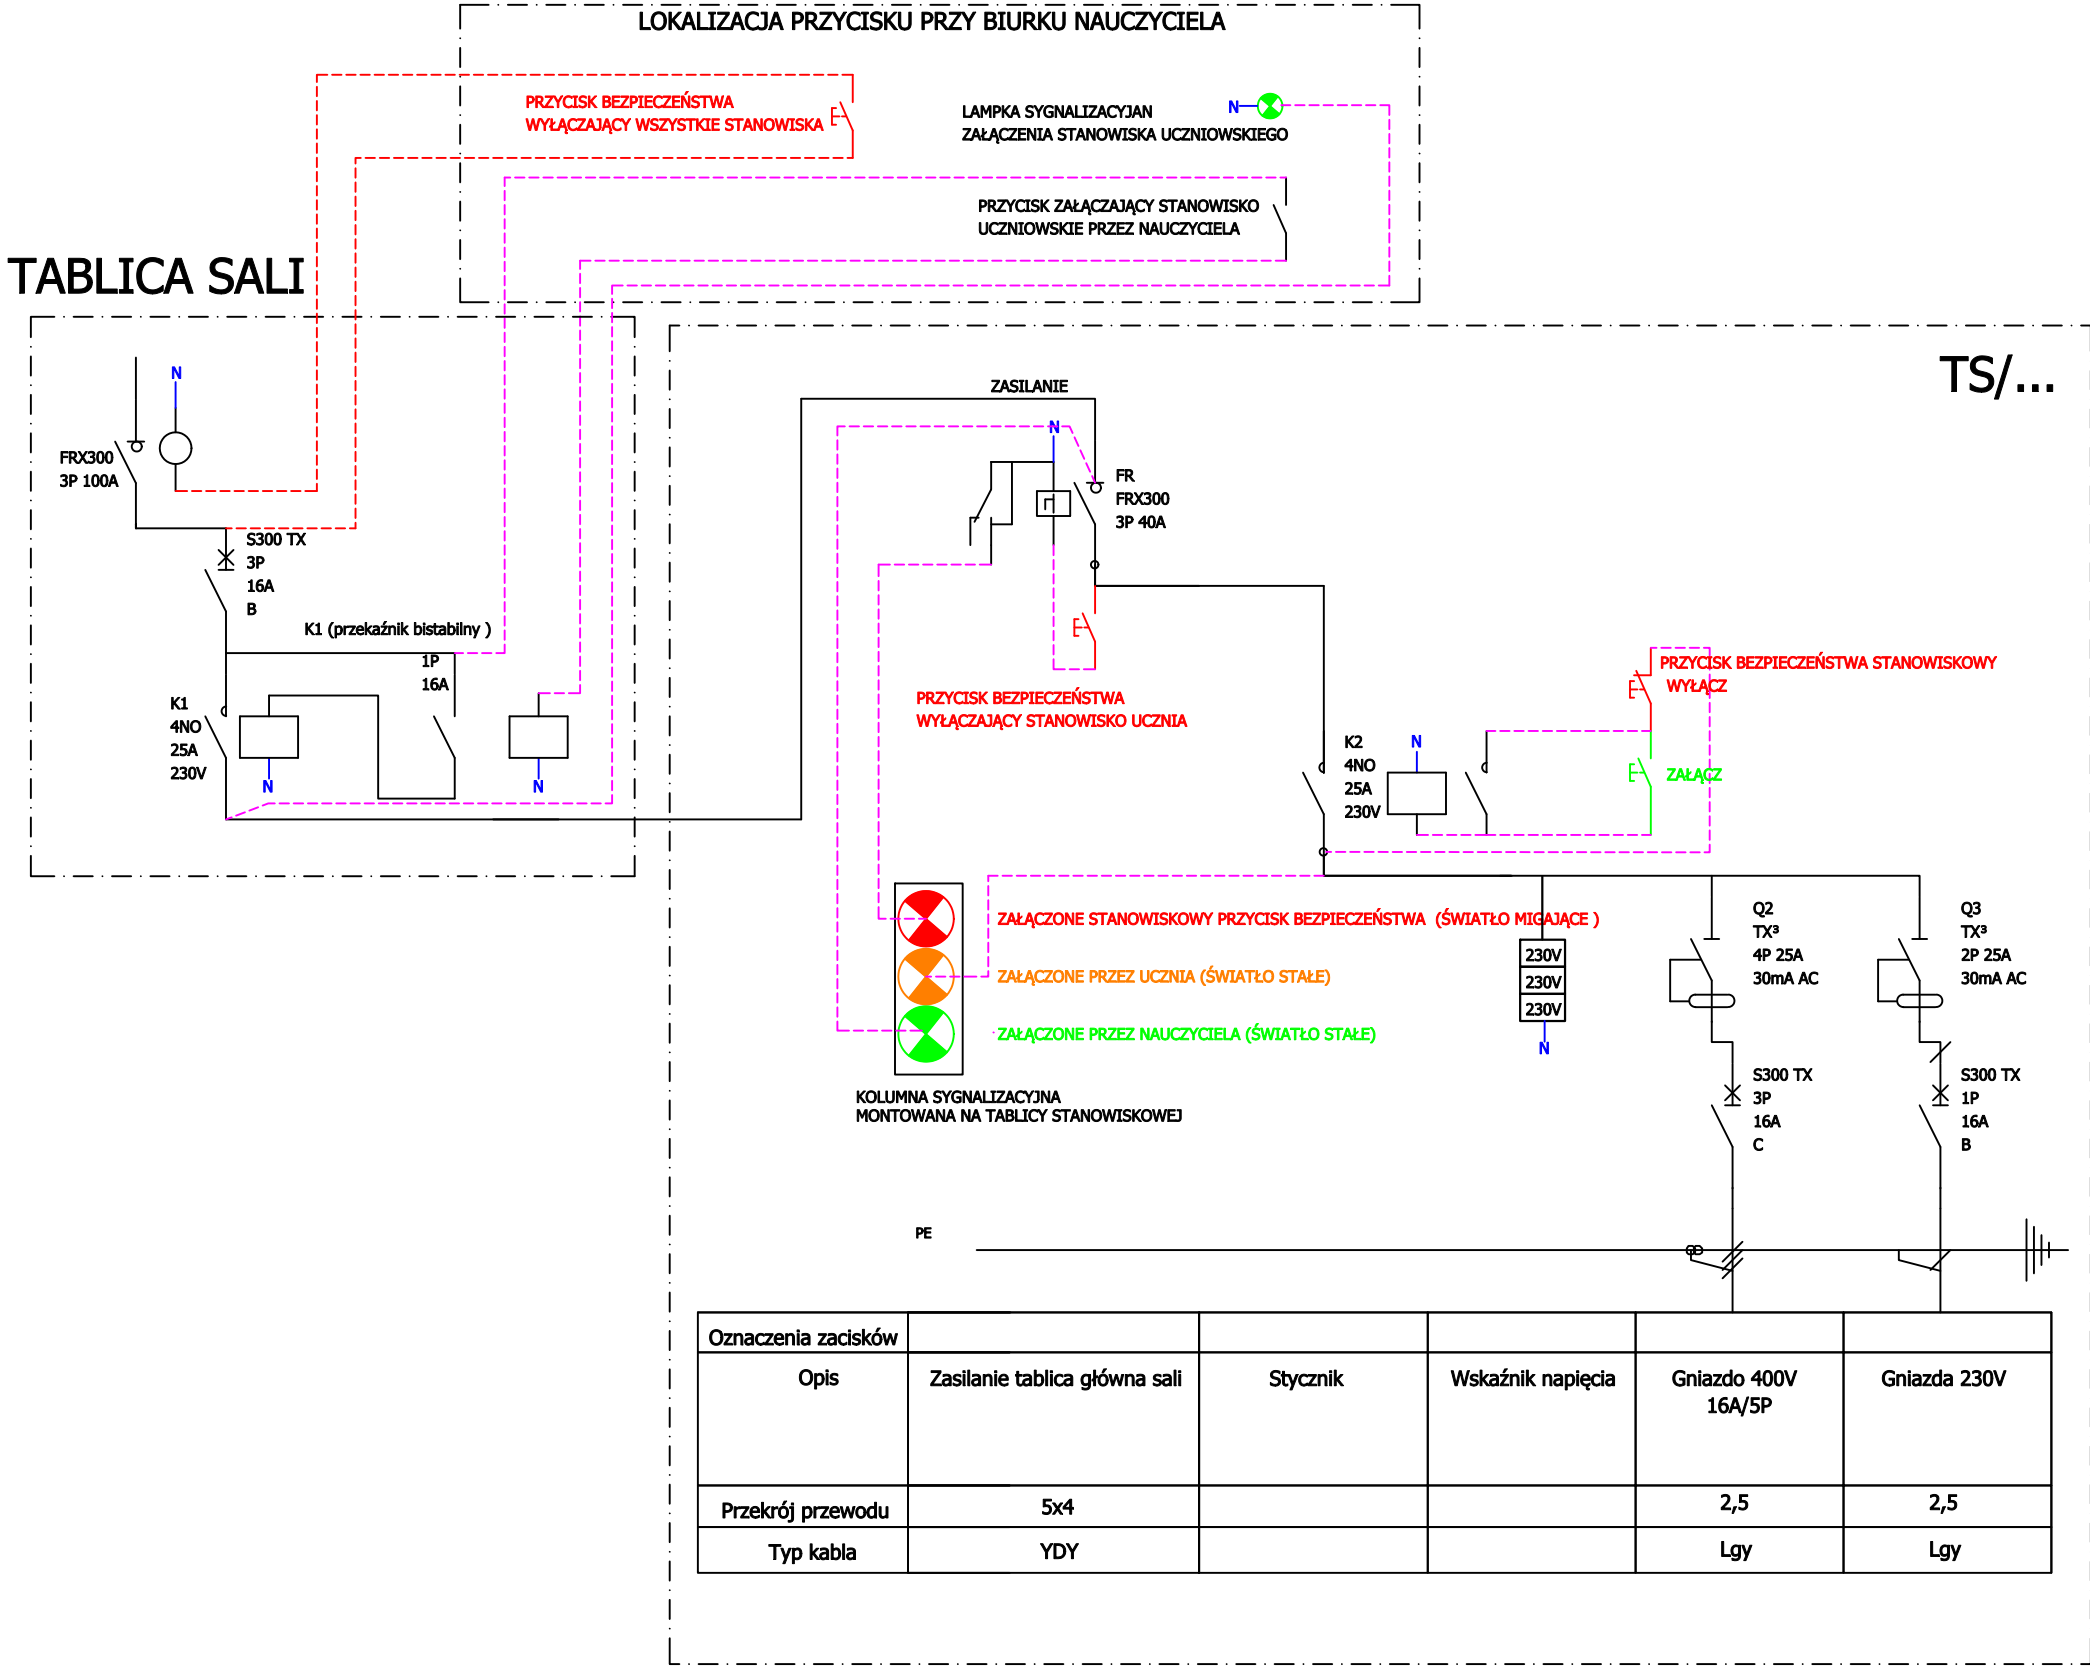 LOKALIZACJA PRZYCISKU PRZY BIURKU NAUCZYCIELA
PRZYCISK BEZPIECZEŃSTWA
WYŁĄCZAJĄCY WSZYSTKIE STANOWISKA
LAMPKA SYGNALIZACYJAN
ZAŁĄCZENIA STANOWISKA UCZNIOWSKIEGO
N
PRZYCISK ZAŁĄCZAJĄCY STANOWISKO
UCZNIOWSKIE PRZEZ NAUCZYCIELA
TABLICA SALI
N
FRX300
3P 100A
S300 TX
3P
16A
B
K1 (przekaźnik bistabilny )
1P
16A
K1
4NO
25A
230V
N
N
TS/...
ZASILANIE
N
FR
FRX300
3P 40A
PRZYCISK BEZPIECZEŃSTWA
WYŁĄCZAJĄCY STANOWISKO UCZNIA
PRZYCISK BEZPIECZEŃSTWA STANOWISKOWY
WYŁĄCZ
ZAŁĄCZ
K2
4NO
25A
230V
N
ZAŁĄCZONE STANOWISKOWY PRZYCISK BEZPIECZEŃSTWA (ŚWIATŁO MIGAJĄCE )
ZAŁĄCZONE PRZEZ UCZNIA (ŚWIATŁO STAŁE)
ZAŁĄCZONE PRZEZ NAUCZYCIELA (ŚWIATŁO STAŁE)
KOLUMNA SYGNALIZACYJNA
MONTOWANA NA TABLICY STANOWISKOWEJ
230V
230V
230V
N
Q2
TX³
4P 25A
30mA AC
S300 TX
3P
16A
C
Q3
TX³
2P 25A
30mA AC
S300 TX
1P
16A
B
PE
Oznaczenia zacisków
Opis
Zasilanie tablica główna sali
Stycznik
Wskaźnik napięcia
Gniazdo 400V
16A/5P
Gniazda 230V
Przekrój przewodu
5x4
2,5
2,5
Typ kabla
YDY
Lgy
Lgy